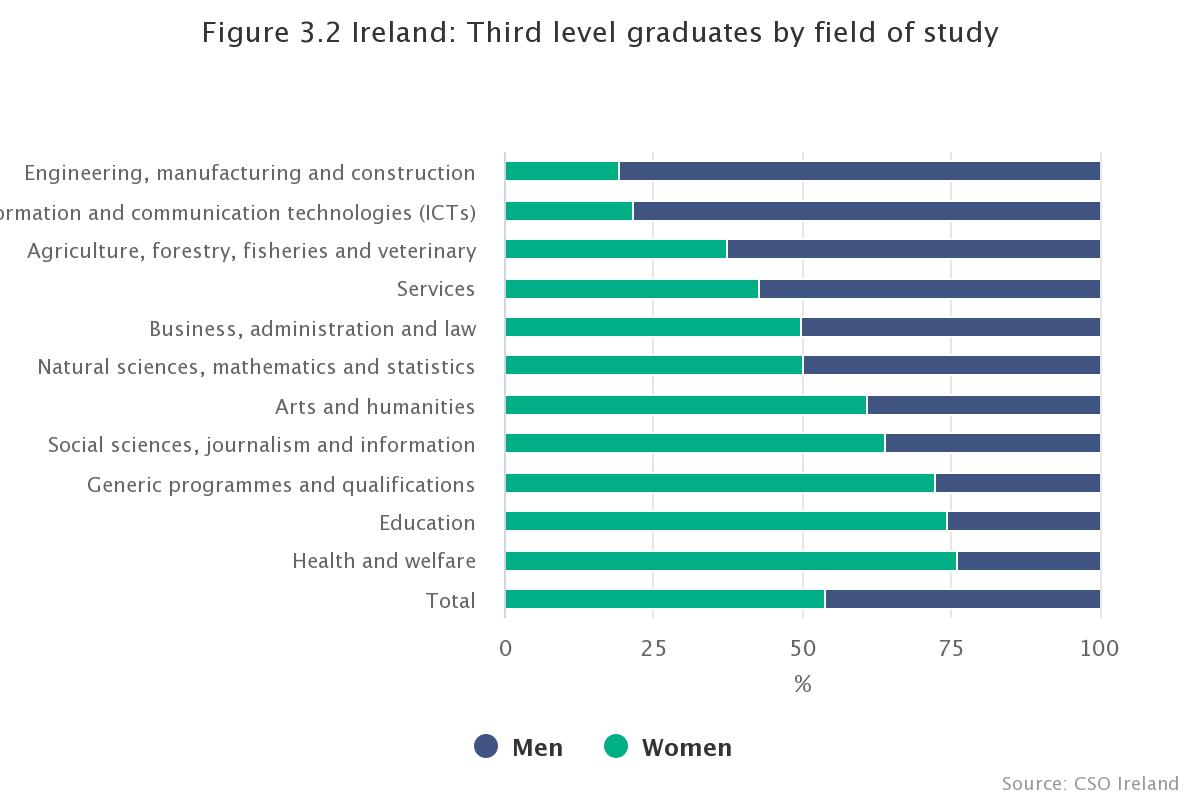 Figure 3.2 Ireland: Third level graduates by field of study
Engineering, manufacturing and construction
and communication technologies (ICTs)
Agriculture, forestry, fisheries and veterinary
Services
Business, administration and law
Natural sciences, mathematics and statistics
Arts and humanities
Social sciences, journalism and information
Generic programmes and qualifications
Education
Health and welfare
Total
0 25 50 75 100
%
Men Women
Source: CSO Ireland